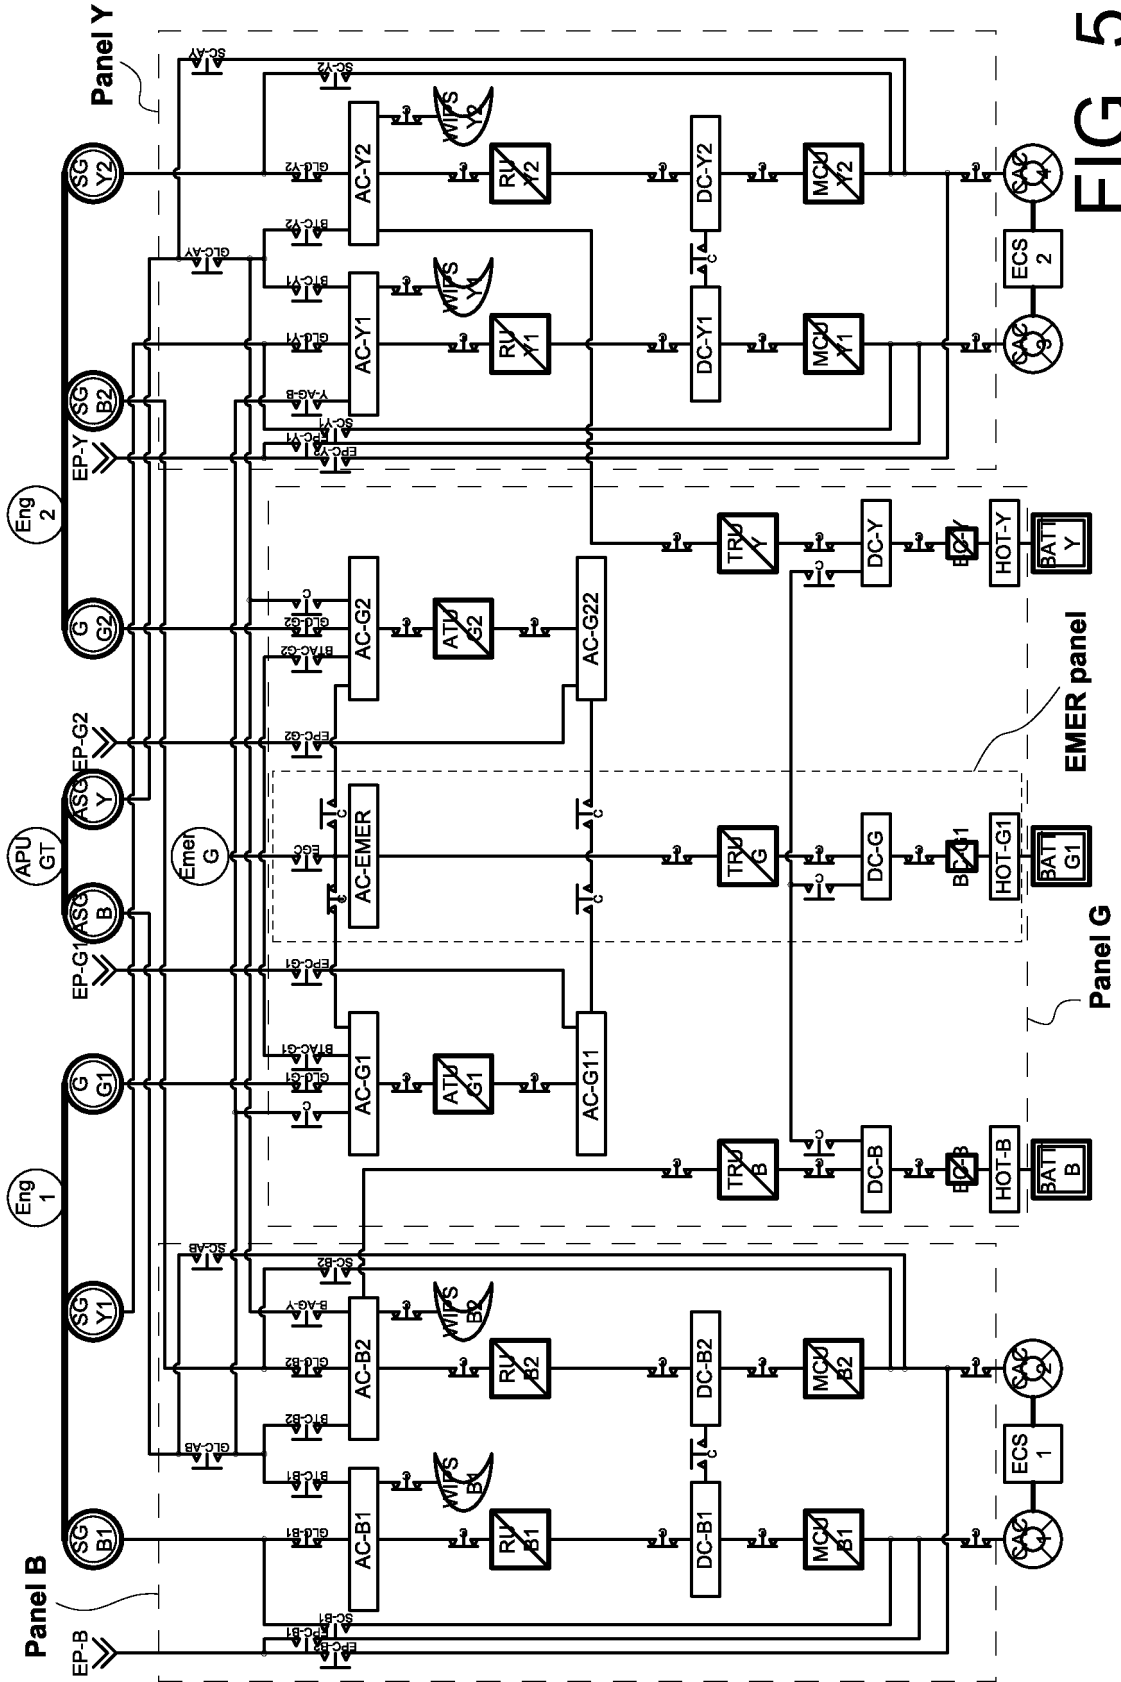 FIG 5
Panel B
Panel Y
Panel G
EMER panel
Eng
1
APU
GT
Eng
2
SG
B1
SG
Y1
G
G1
ASG
B
ASG
Y
G
G2
SG
B2
SG
Y2
EP-B
EP-G1
EP-G2
EP-Y
Emer
G
GLC-AB
SC-AB
GLC-AY
SC-AY
EPC-B2
EPC-B1
SC-B1
GLC-B1
BTC-B1
BTC-B2
GLC-B2
B-AG-Y
SC-B2
C
GLC-G1
BTAC-G1
EPC-G1
C
EGC
C
EPC-G2
BTAC-G2
GLC-G2
C
EPC-Y2
EPC-Y1
SC-Y1
Y-AG-B
GLC-Y1
BTC-Y1
BTC-Y2
GLC-Y2
SC-Y2
AC-B1
AC-B2
AC-G1
AC-EMER
AC-G2
AC-Y1
AC-Y2
C
C
C
C
C
C
C
C
C
C
WIPS
B1
WIPS
B2
ATU
G1
ATU
G2
WIPS
Y1
WIPS
Y2
RU
B1
RU
B2
RU
Y1
RU
Y2
C
C
AC-G11
C
C
AC-G22
C
C
C
C
C
C
C
C
C
DC-B1
C
DC-B2
TRU
B
TRU
G
TRU
Y
DC-Y1
C
DC-Y2
C
C
C
C
C
C
C
C
C
C
MCU
B1
MCU
B2
DC-B
DC-G
DC-Y
MCU
Y1
MCU
Y2
C
C
C
BC-B
BC-G1
BC-Y
C
C
HOT-B
HOT-G1
HOT-Y
C
C
CAC
1
ECS
1
CAC
2
BATT
B
BATT
G1
BATT
Y
CAC
3
ECS
2
CAC
4